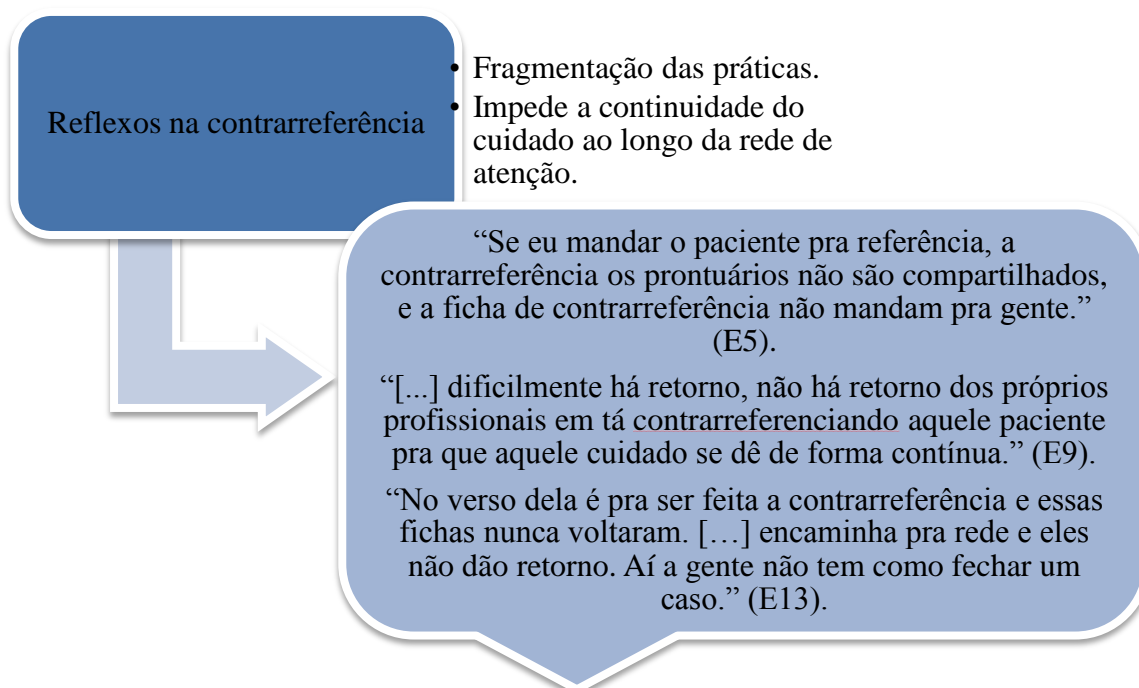 Reflexos na contrarreferência
• Fragmentação das práticas.
• Impede a continuidade do
cuidado ao longo da rede de
atenção.
“Se eu mandar o paciente pra referência, a
contrarreferência os prontuários não são compartilhados,
e a ficha de contrarreferência não mandam pra gente.”
(E5).
“[...] dificilmente há retorno, não há retorno dos próprios
profissionais em tá contrarreferenciando aquele paciente
pra que aquele cuidado se dê de forma contínua.” (E9).
“No verso dela é pra ser feita a contrarreferência e essas
fichas nunca voltaram. […] encaminha pra rede e eles
não dão retorno. Aí a gente não tem como fechar um
caso.” (E13).